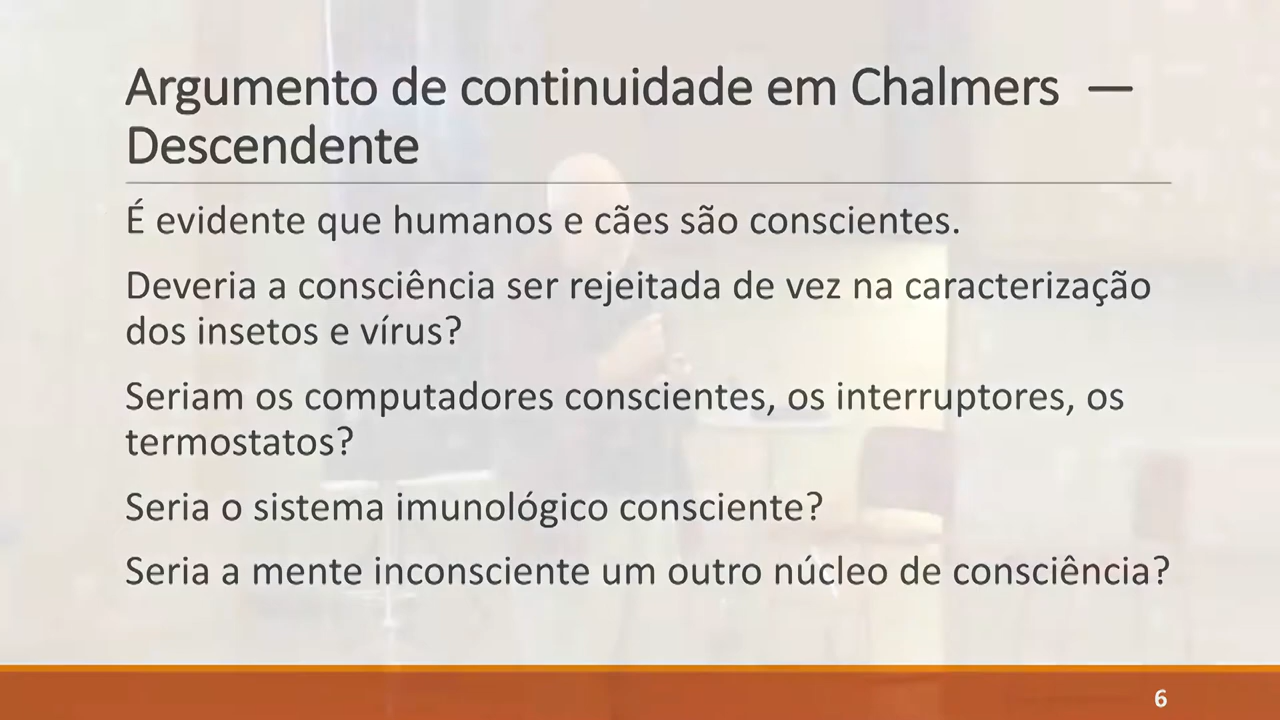 Argumento de continuidade em Chalmers —
Descendente
É evidente que humanos e cães são conscientes.
Deveria a consciência ser rejeitada de vez na caracterização
dos insetos e vírus?
Seriam os computadores conscientes, os interruptores, os
termostatos?
Seria o sistema imunológico consciente?
Seria a mente inconsciente um outro núcleo de consciência?
6